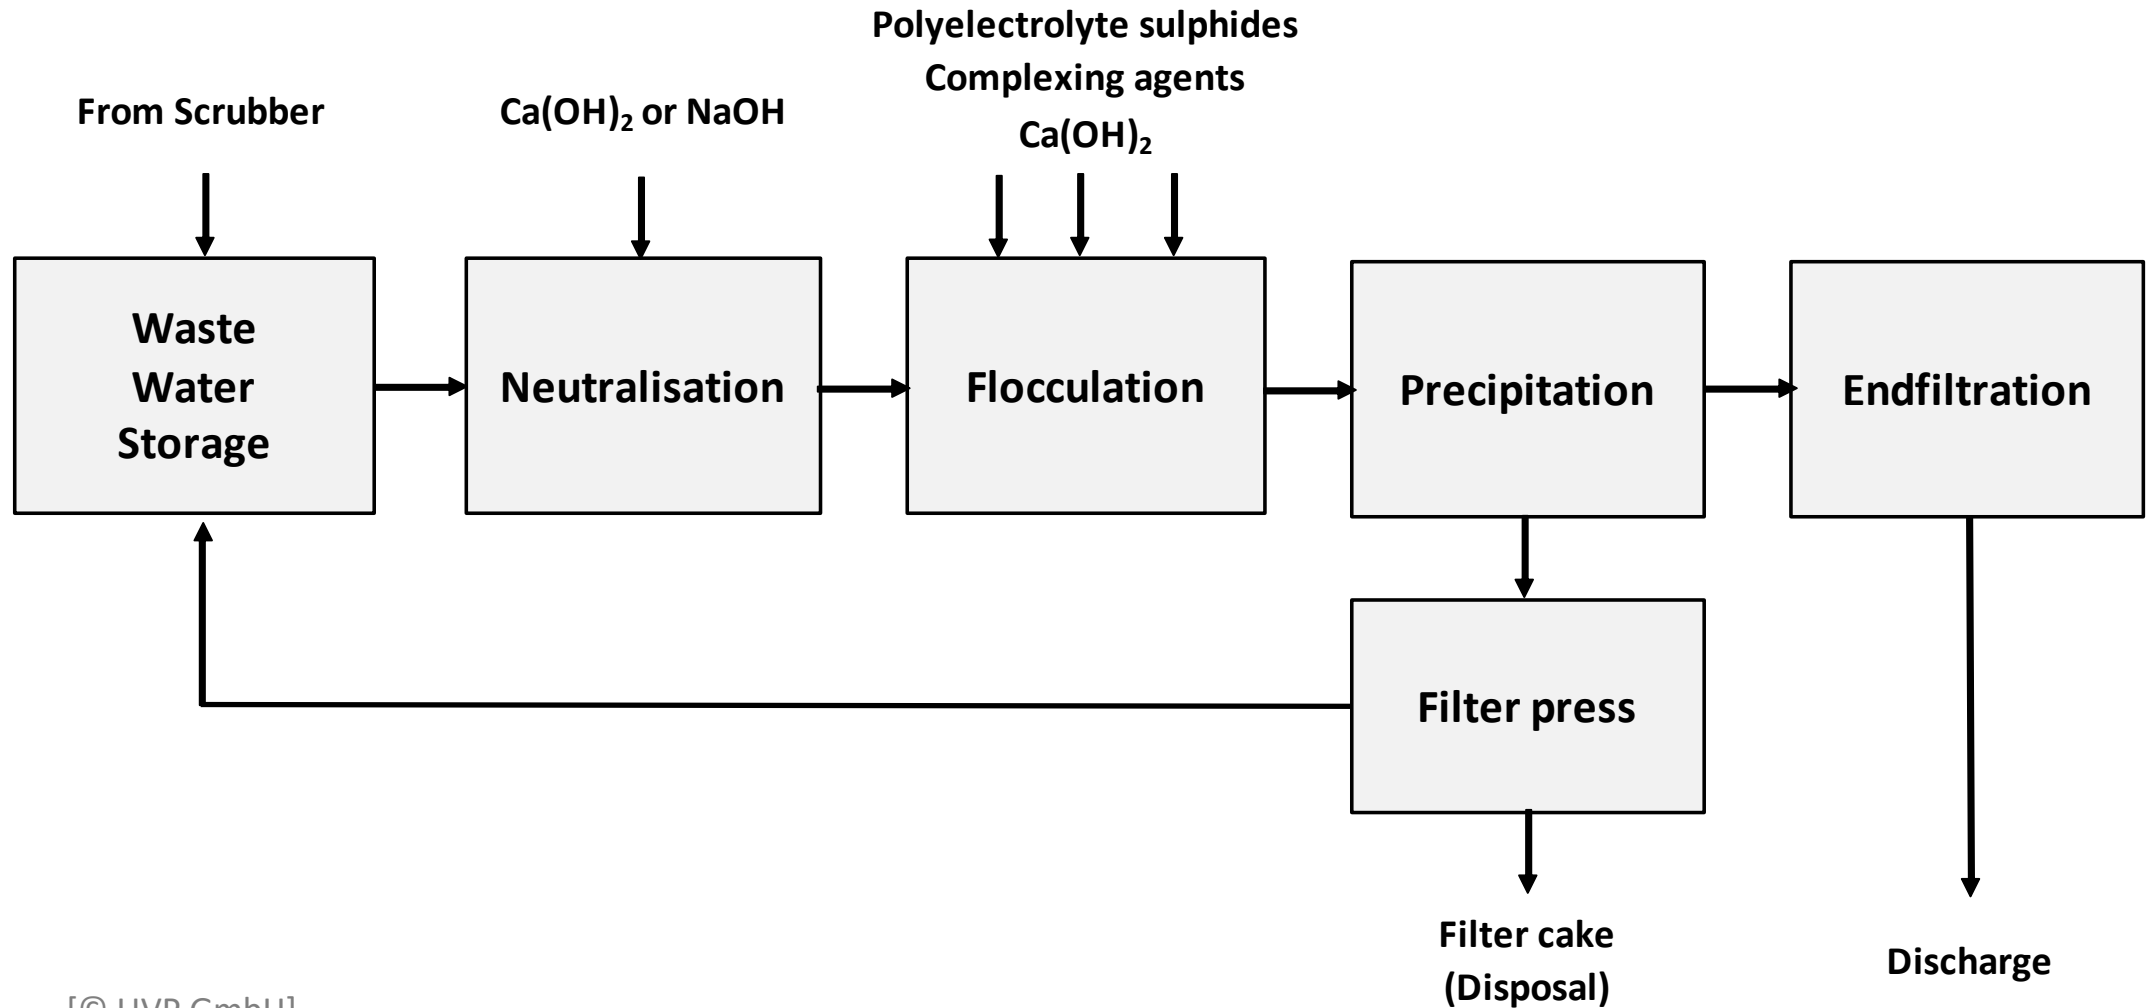 Polyelectrolyte sulphides
Complexing agents
Ca(OH)₂
From Scrubber
Ca(OH)₂ or NaOH
Waste
Water
Storage
Neutralisation
Flocculation
Precipitation
Endfiltration
Filter press
Filter cake
(Disposal)
Discharge